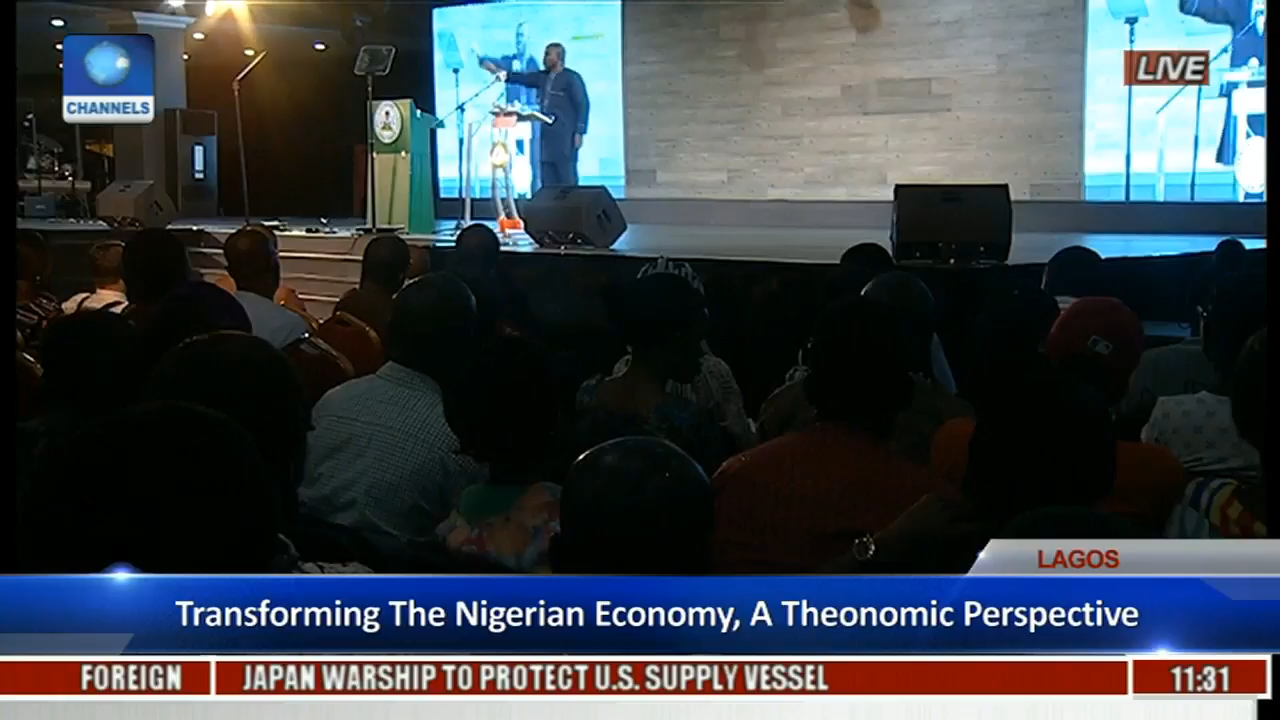 CHANNELS
LIVE
LAGOS
Transforming The Nigerian Economy, A Theonomic Perspective
FOREIGN
JAPAN WARSHIP TO PROTECT U.S. SUPPLY VESSEL
11:31